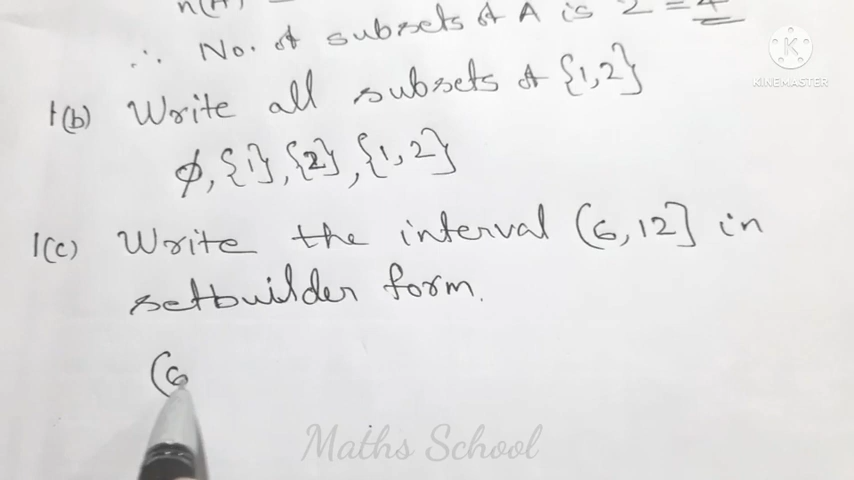 n(A)
∴ No. of subsets of A is 2 = 4
1(b) Write all subsets of {1,2}
ϕ, {1}, {2}, {1,2}
1(c) Write the interval (6,12] in
setbuilder form.
(6
K
KINEMASTER
Maths School